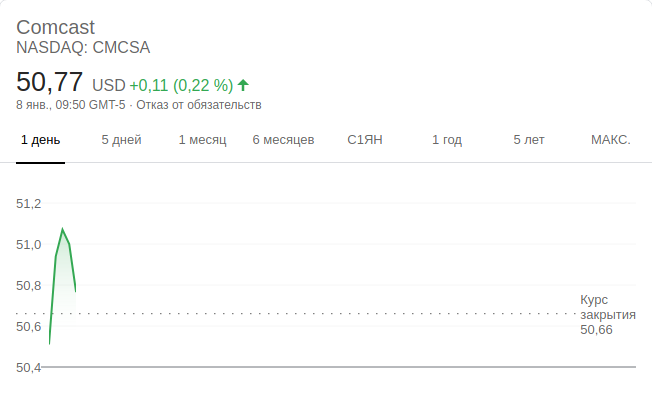 Comcast
NASDAQ: CMCSA
50,77 USD +0,11 (0,22 %)
8 янв., 09:50 GMT-5 · Отказ от обязательств
1 день 5 дней 1 месяц 6 месяцев С1ЯН 1 год 5 лет МАКС.
51,2
51,0
50,8
50,6
50,4
Курс
закрытия
50,66